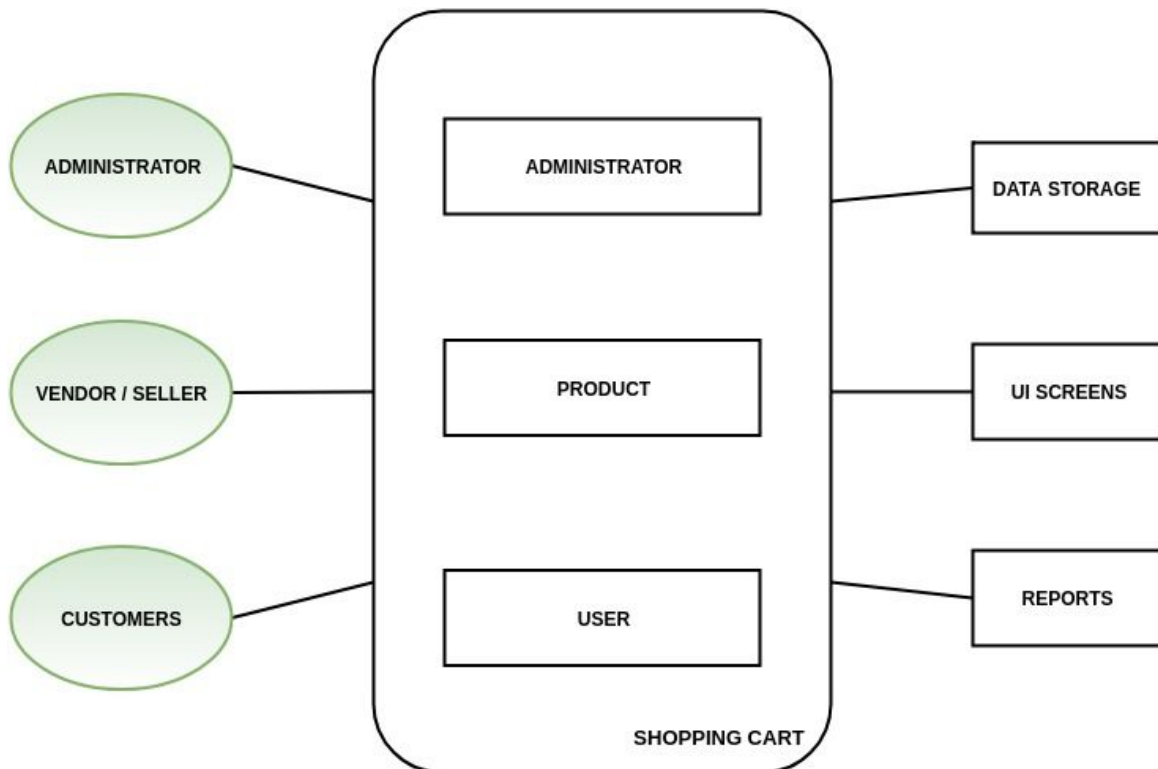 ADMINISTRATOR
VENDOR / SELLER
CUSTOMERS
ADMINISTRATOR
PRODUCT
USER
SHOPPING CART
DATA STORAGE
UI SCREENS
REPORTS